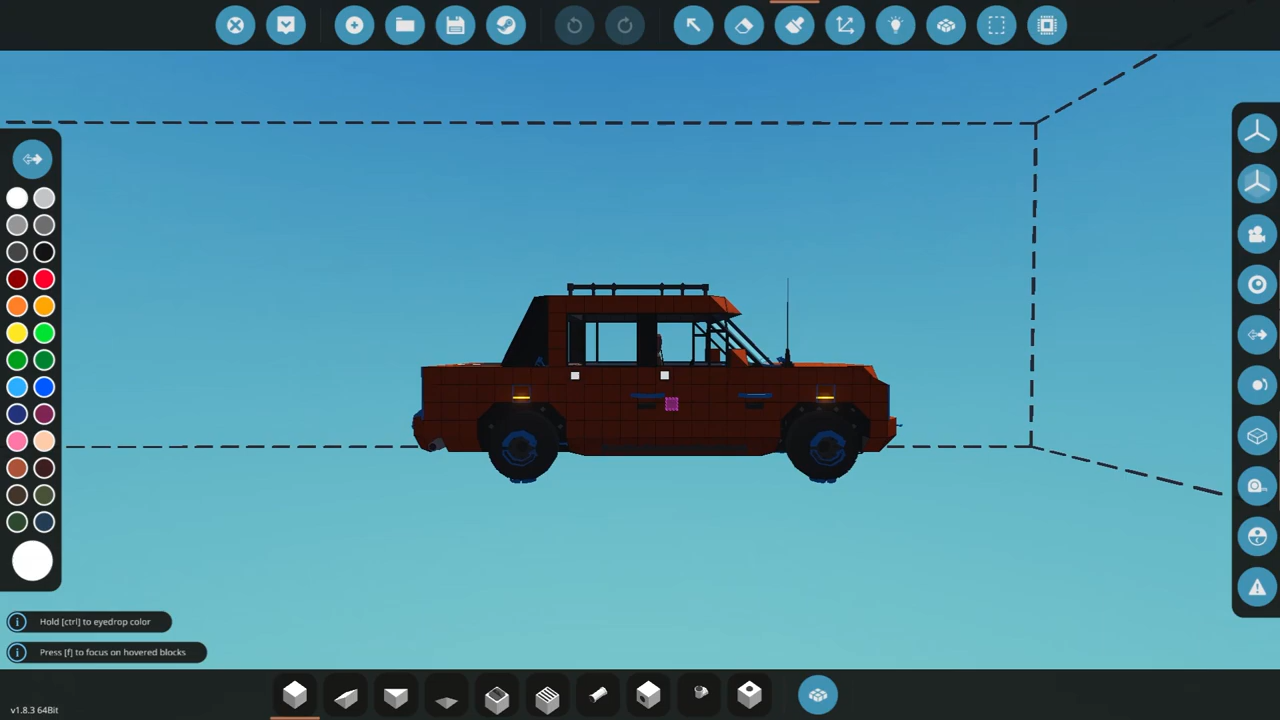 Hold [ctrl] to eyedrop color
Press [f] to focus on hovered blocks
v1.8.3 64Bit